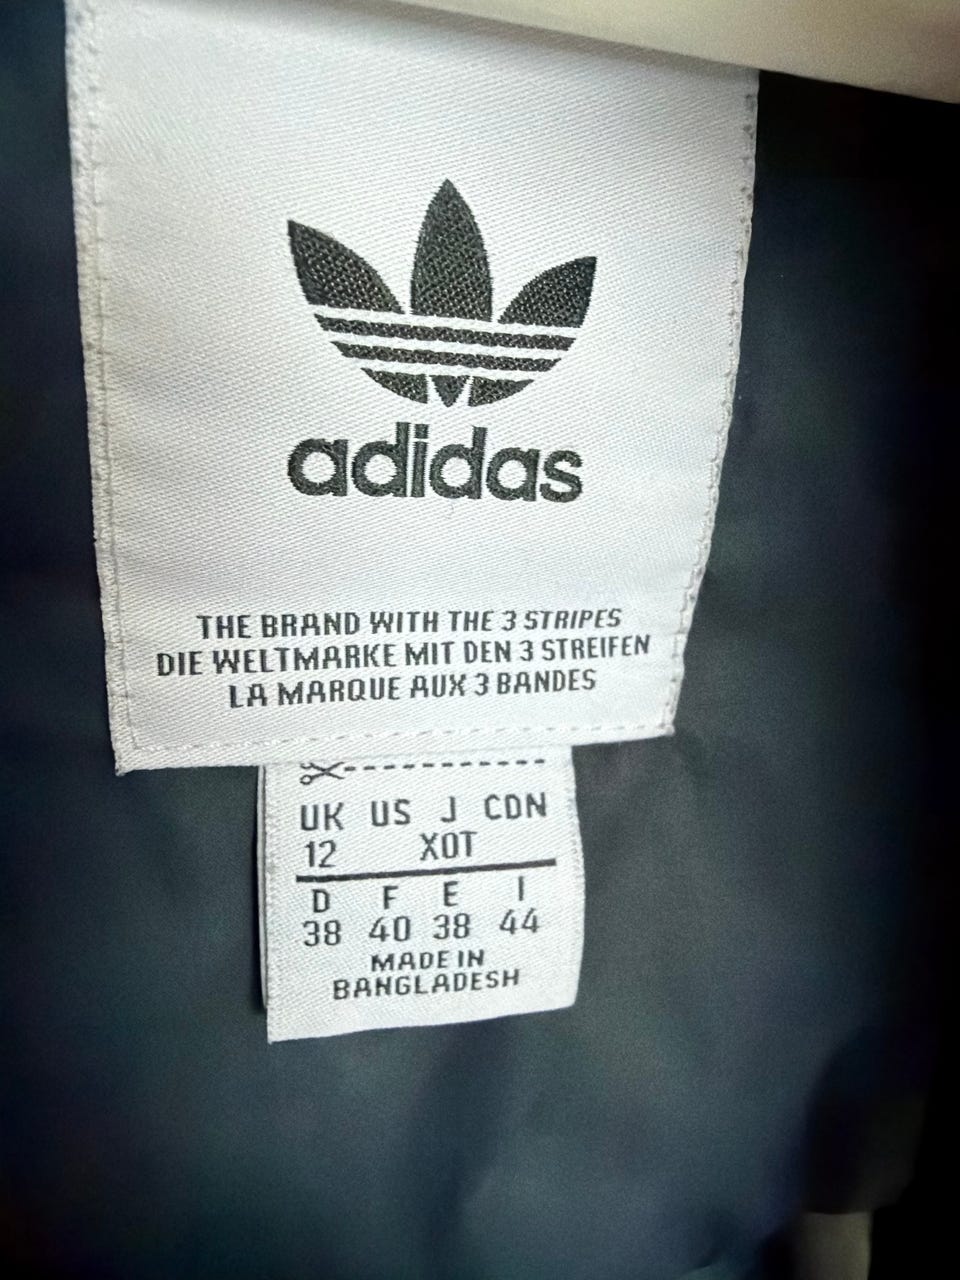 adidas
THE BRAND WITH THE 3 STRIPES
DIE WELTMARKE MIT DEN 3 STREIFEN
LA MARQUE AUX 3 BANDES
UK US J CDN
12 XOT
D F E I
38 40 38 44
MADE IN
BANGLADESH